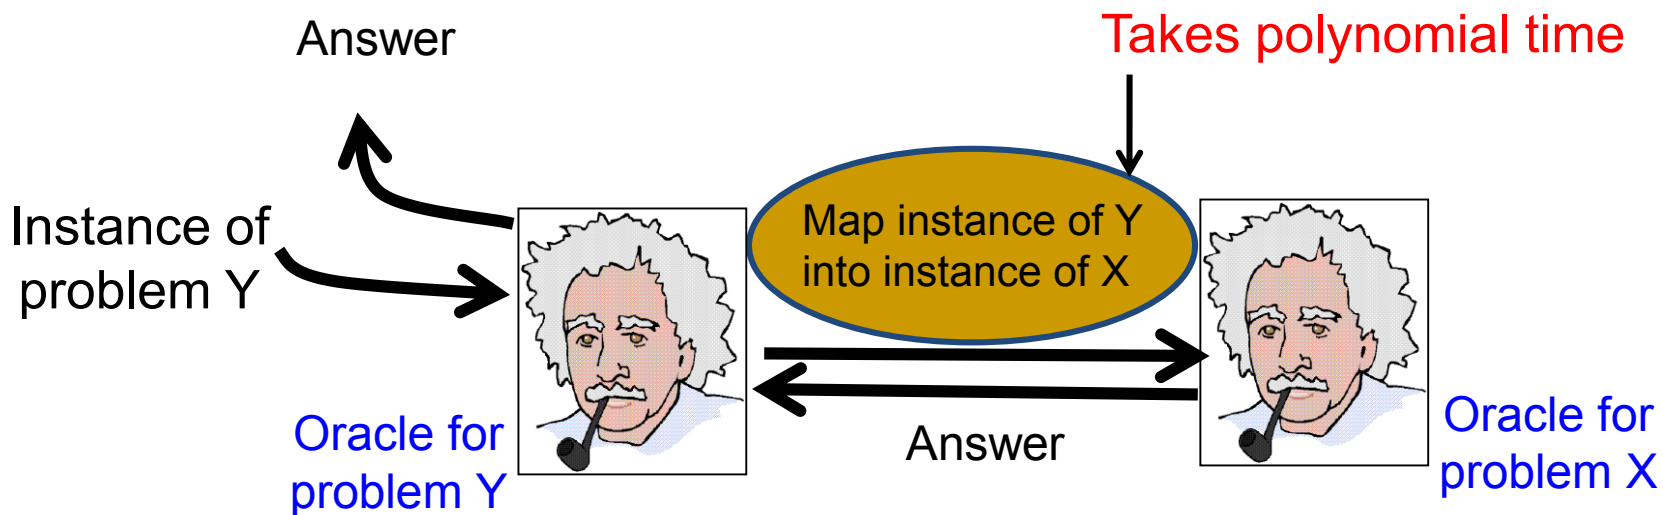 Answer
Takes polynomial time
Instance of
problem Y
Map instance of Y
into instance of X
Oracle for
problem Y
Answer
Oracle for
problem X